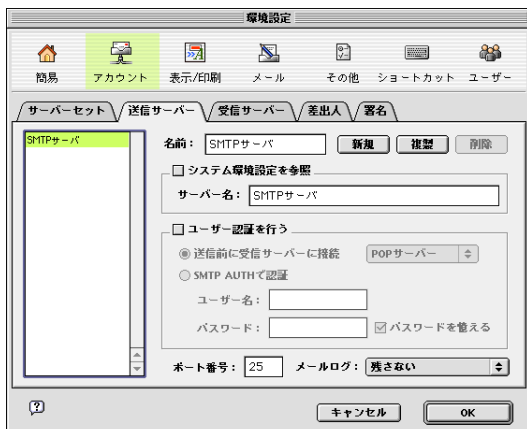 環境設定
簡易 アカウント 表示/印刷 メール その他 ショートカット ユーザー
サーバーセット 送信サーバー 受信サーバー 差出人 署名
SMTPサーバ
名前： SMTPサーバ 新規 複製 削除
システム環境設定を参照
サーバー名： SMTPサーバ
ユーザー認証を行う
送信前に受信サーバーに接続 POPサーバー
SMTP AUTHで認証
ユーザー名：
パスワード： パスワードを憶える
ポート番号： 25 メールログ： 残さない
キャンセル OK